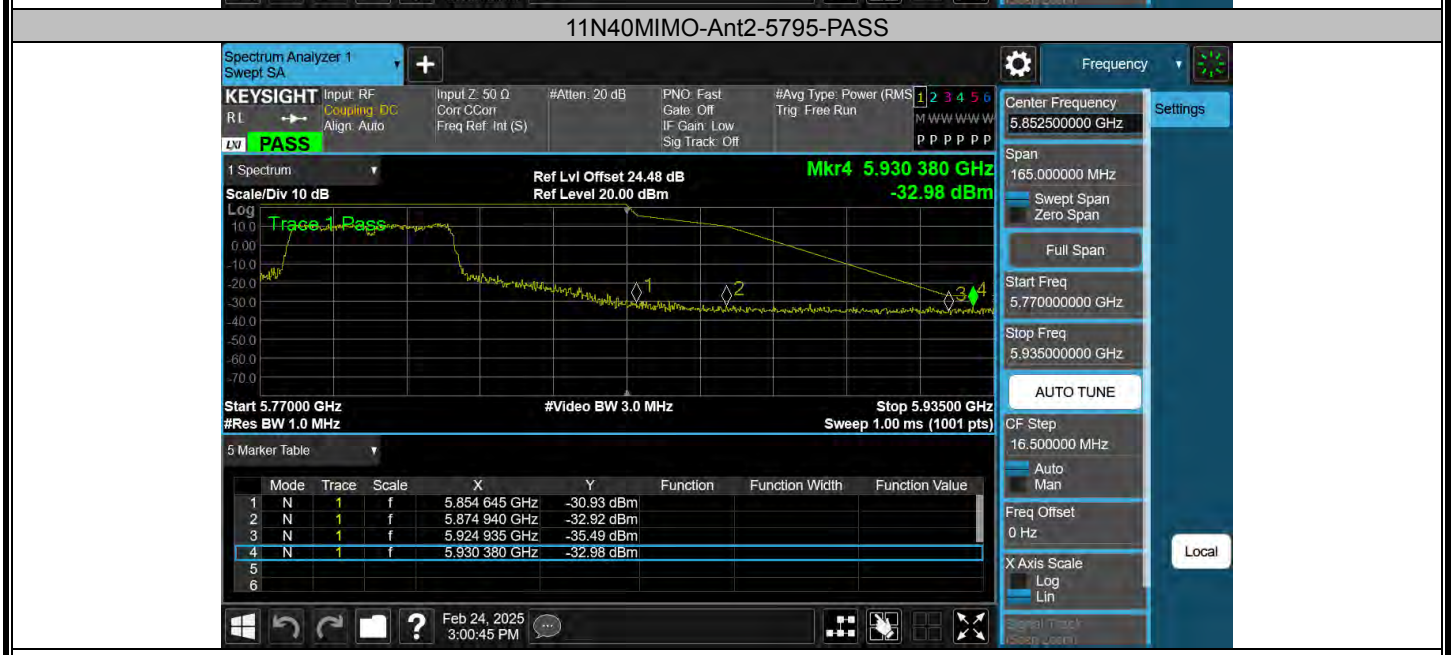 11N40MIMO-Ant2-5795-PASS
Spectrum Analyzer 1
Swept SA
+
Frequency
KEYSIGHT
RL
LXI PASS
Input: RF
Coupling: DC
Align: Auto
Input Z: 50 Ω
Corr CCorr
Freq Ref: Int (S)
#Atten: 20 dB
PNO: Fast
Gate: Off
IF Gain: Low
Sig Track: Off
#Avg Type: Power (RMS
Trig: Free Run
1 2 3 4 5 6
M W W W W W
P P P P P P
Center Frequency
5.852500000 GHz
Settings
1 Spectrum
Scale/Div 10 dB
Ref Lvl Offset 24.48 dB
Ref Level 20.00 dBm
Mkr4 5.930 380 GHz
-32.98 dBm
Log
Trace 1 Pass
10.0
0.00
-10.0
-20.0
-30.0
-40.0
-50.0
-60.0
-70.0
1
2
3
4
Start 5.77000 GHz
#Res BW 1.0 MHz
#Video BW 3.0 MHz
Stop 5.93500 GHz
Sweep 1.00 ms (1001 pts)
Span
165.000000 MHz
Swept Span
Zero Span
Full Span
Start Freq
5.770000000 GHz
Stop Freq
5.935000000 GHz
AUTO TUNE
CF Step
16.500000 MHz
Auto
Man
Freq Offset
0 Hz
X Axis Scale
Log
Lin
Local
5 Marker Table
Mode Trace Scale X Y Function Function Width Function Value
1 N 1 f 5.854 645 GHz -30.93 dBm
2 N 1 f 5.874 940 GHz -32.92 dBm
3 N 1 f 5.924 935 GHz -35.49 dBm
4 N 1 f 5.930 380 GHz -32.98 dBm
5
6
?
Feb 24, 2025
3:00:45 PM
Signal Track
(Span Zoom)